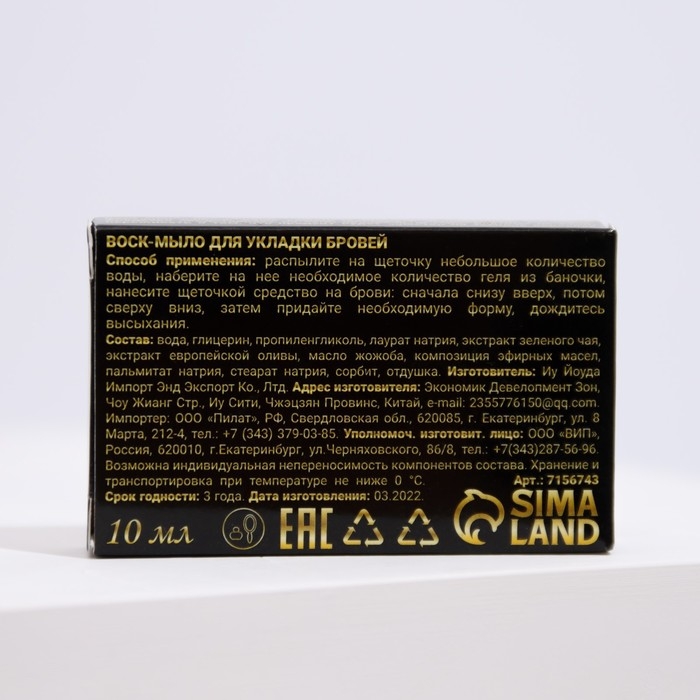 ВОСК-МЫЛО ДЛЯ УКЛАДКИ БРОВЕЙ
Способ применения: распылите на щеточку небольшое количество
воды, наберите на нее необходимое количество геля из баночки,
нанесите щеточкой средство на брови: сначала снизу вверх, потом
сверху вниз, затем придайте необходимую форму, дождитесь
высыхания.
Состав: вода, глицерин, пропиленгликоль, лаурат натрия, экстракт зеленого чая,
экстракт европейской оливы, масло жожоба, композиция эфирных масел,
пальмитат натрия, стеарат натрия, сорбит, отдушка. Изготовитель: Иу Йоуда
Импорт Энд Экспорт Ко., Лтд. Адрес изготовителя: Экономик Девелопмент Зон,
Чоу Жианг Стр., Иу Сити, Чжэцзян Провинс, Китай, e-mail: 2355776150@qq.com.
Импортер: ООО «Пилат», РФ, Свердловская обл., 620085, г. Екатеринбург, ул. 8
Марта, 212-4, тел.: +7 (343) 379-03-85. Уполномоч. изготовит. лицо: ООО «ВИП»,
Россия, 620010, г.Екатеринбург, ул.Черняховского, 86/8, тел.: +7(343)287-56-96.
Возможна индивидуальная непереносимость компонентов состава. Хранение и
транспортировка при температуре не ниже 0 °С. Арт.: 7156743
Срок годности: 3 года. Дата изготовления: 03.2022.
10 мл EAC SIMA
LAND